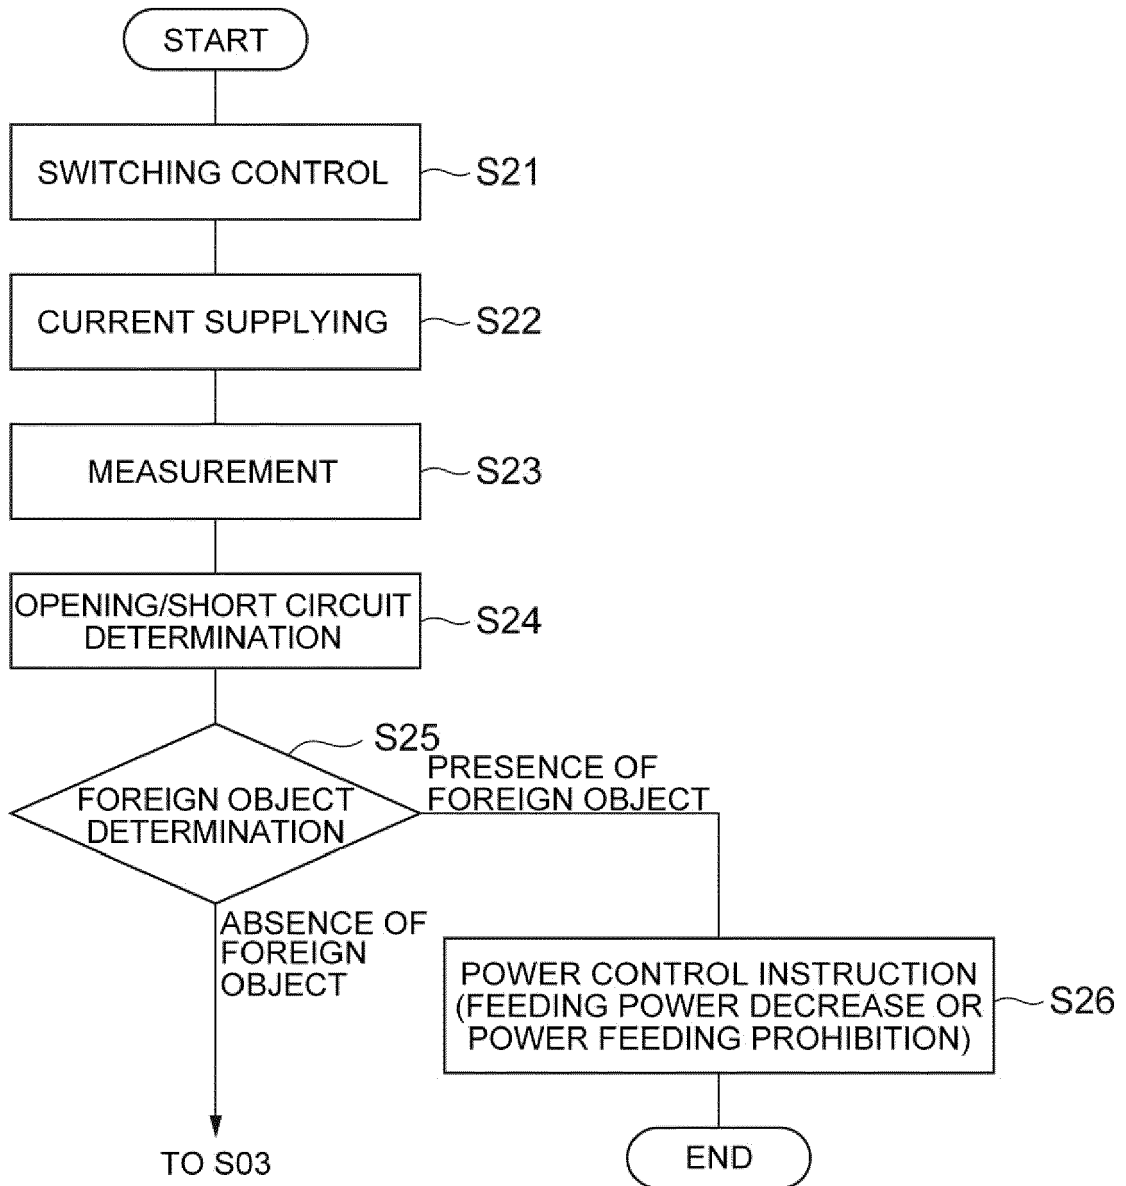 START
SWITCHING CONTROL
S21
CURRENT SUPPLYING
S22
MEASUREMENT
S23
OPENING/SHORT CIRCUIT
DETERMINATION
S24
S25
FOREIGN OBJECT
DETERMINATION
PRESENCE OF
FOREIGN OBJECT
ABSENCE OF
FOREIGN
OBJECT
POWER CONTROL INSTRUCTION
(FEEDING POWER DECREASE OR
POWER FEEDING PROHIBITION)
S26
TO S03
END